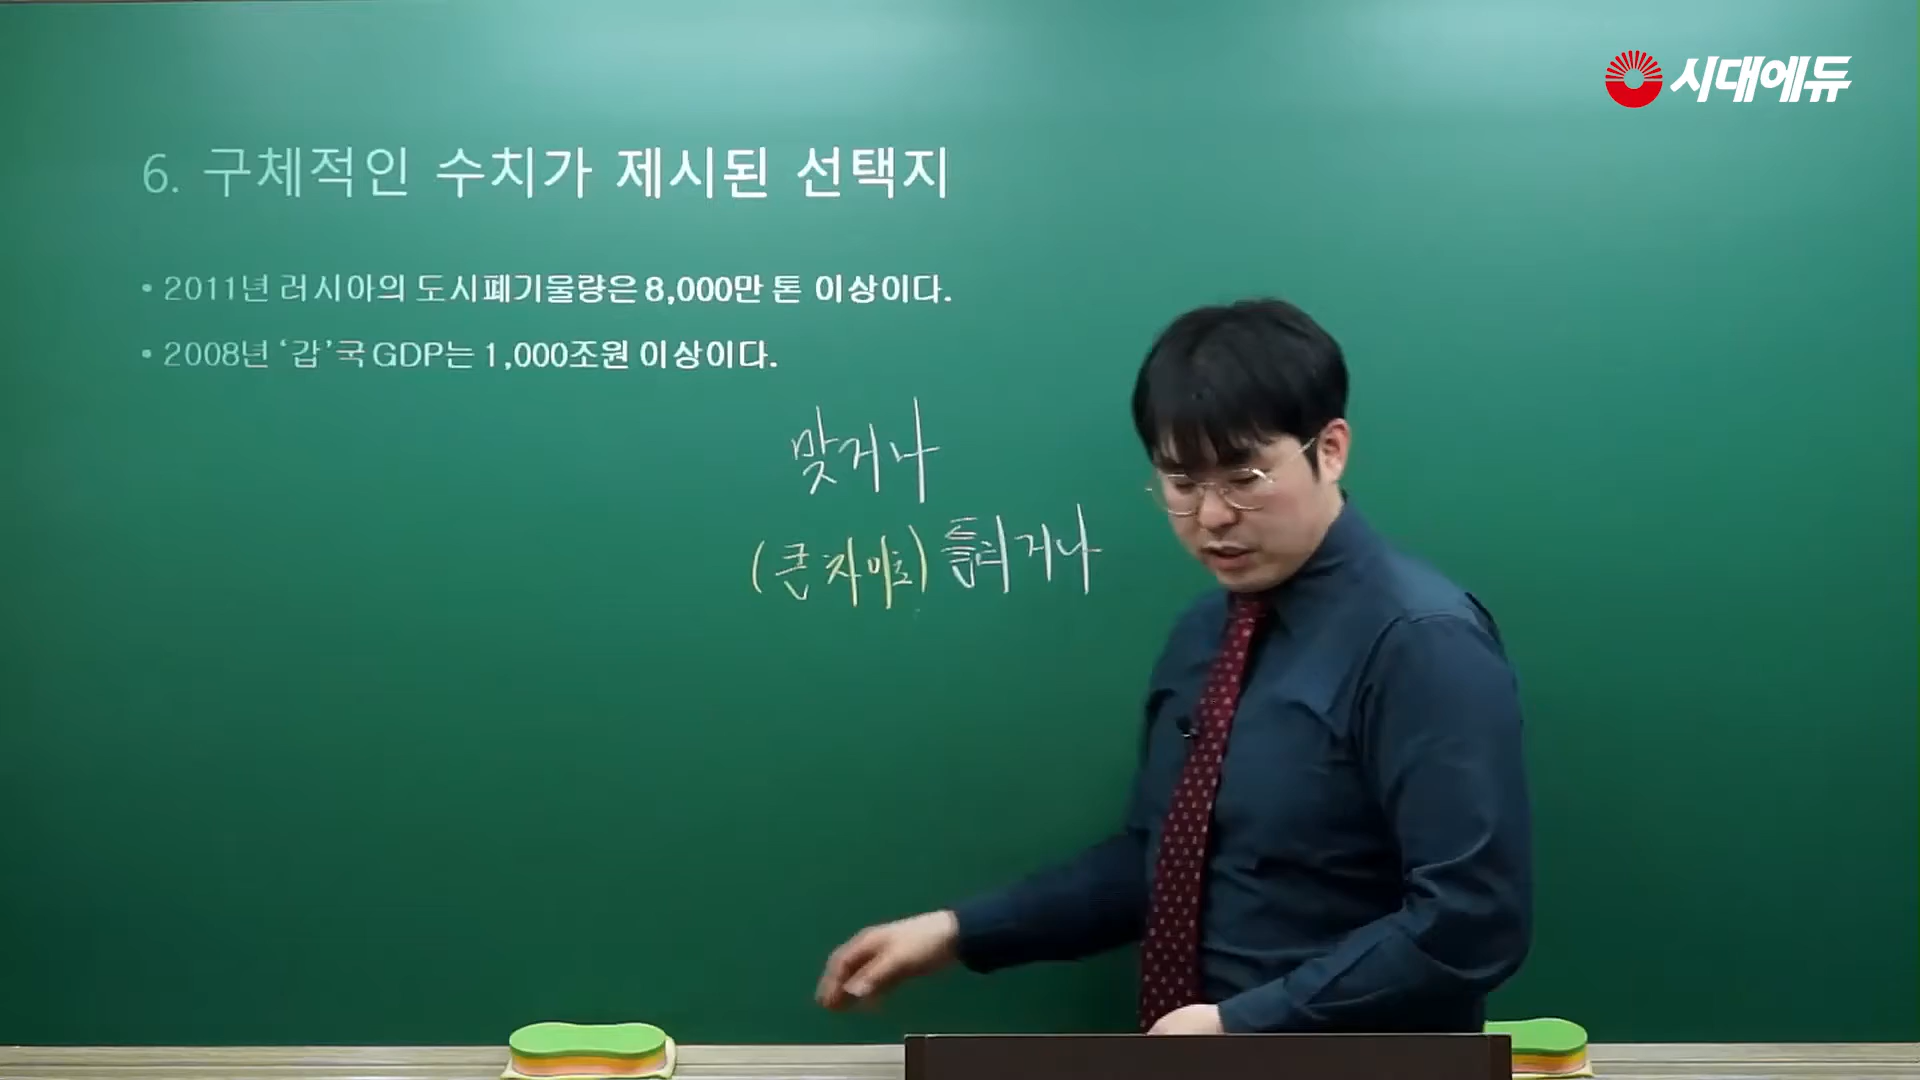 시대에듀
6. 구체적인 수치가 제시된 선택지
• 2011년 러시아의 도시폐기물량은 8,000만 톤 이상이다.
• 2008년 ‘갑’국 GDP는 1,000조원 이상이다.
맞거나
(큰 차이로) 틀리거나